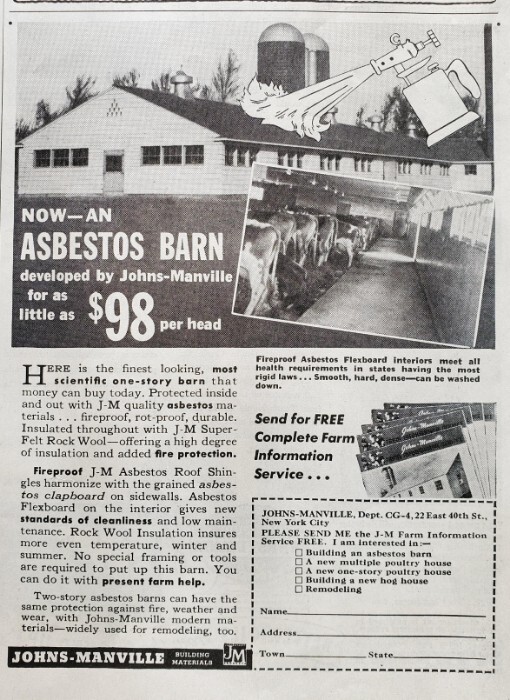 NOW—AN
ASBESTOS BARN
developed by Johns-Manville
for as
little as $98 per head
HERE is the finest looking, most
scientific one-story barn that
money can buy today. Protected inside
and out with J-M quality asbestos ma-
terials . . . fireproof, rot-proof, durable.
Insulated throughout with J-M Super-
Felt Rock Wool—offering a high degree
of insulation and added fire protection.
Fireproof J-M Asbestos Roof Shin-
gles harmonize with the grained asbes-
tos clapboard on sidewalls. Asbestos
Flexboard on the interior gives new
standards of cleanliness and low main-
tenance. Rock Wool Insulation insures
more even temperature, winter and
summer. No special framing or tools
are required to put up this barn. You
can do it with present farm help.
Two-story asbestos barns can have the
same protection against fire, weather and
wear, with Johns-Manville modern ma-
terials—widely used for remodeling, too.
Fireproof Asbestos Flexboard interiors meet all
health requirements in states having the most
rigid laws . . . Smooth, hard, dense—can be washed
down.
Send for FREE
Complete Farm
Information
Service . . .
Johns-Manville
Johns-Manville
JOHNS-MANVILLE, Dept. CG-4, 22 East 40th St.,
New York City
PLEASE SEND ME the J-M Farm Information
Service FREE. I am interested in:—
☐ Building an asbestos barn
☐ A new multiple poultry house
☐ A new one-story poultry house
☐ Building a new hog house
☐ Remodeling
Name
Address
Town State
JOHNS-MANVILLE BUILDING MATERIALS JM